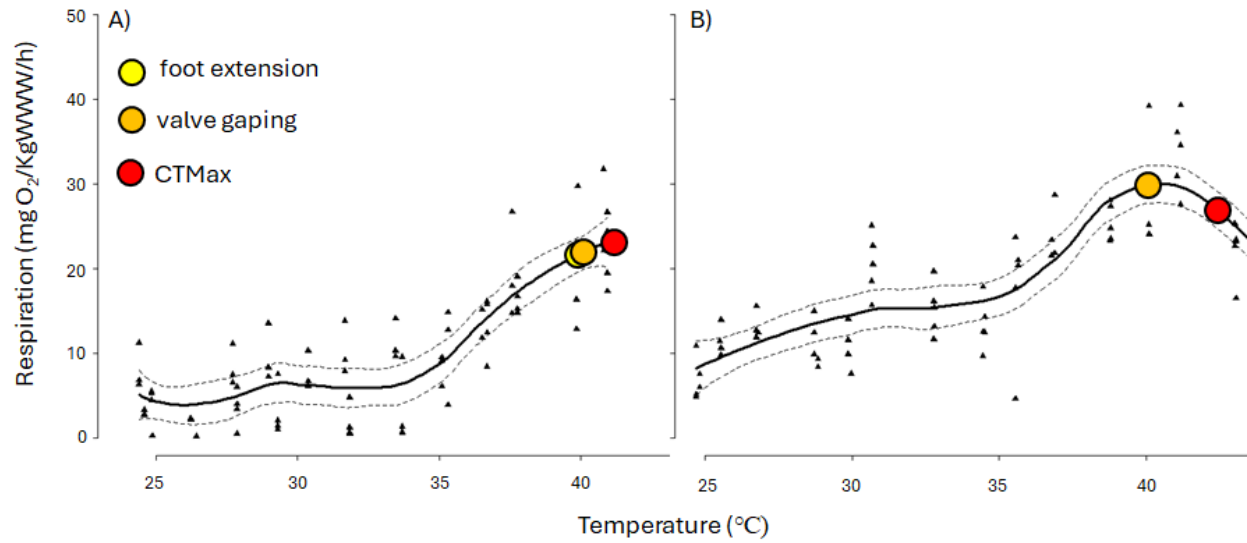 A)
B)
50
40
30
20
10
0
Respiration (mg O₂/KgWWW/h)
foot extension
valve gaping
CTMax
25 30 35 40
25 30 35 40
Temperature (°C)